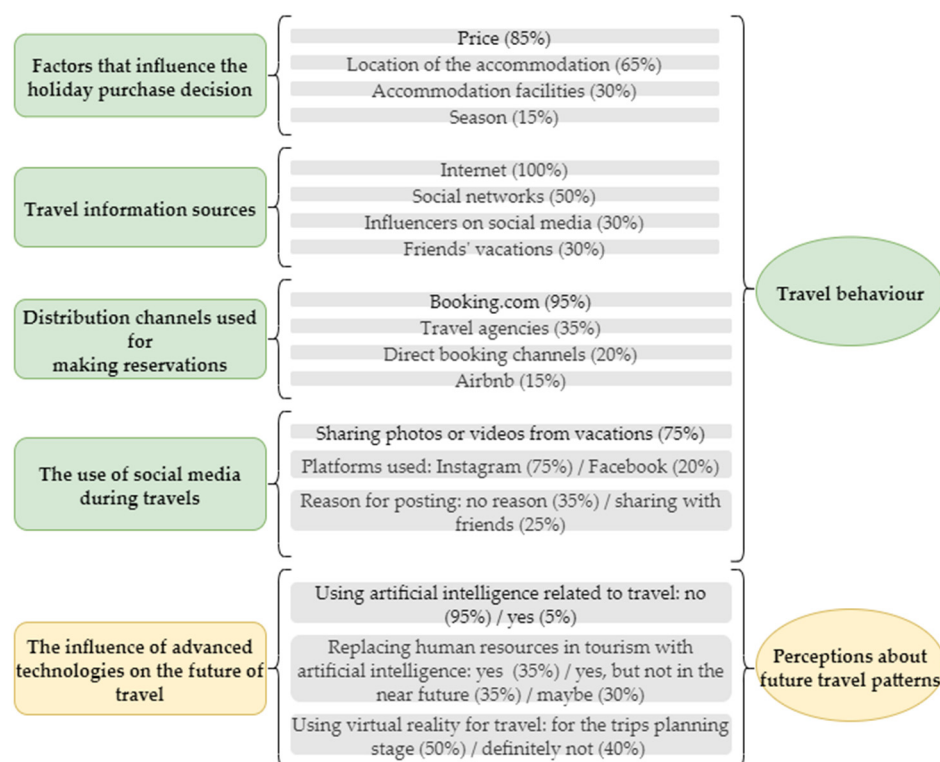 Factors that influence the
holiday purchase decision
Price (85%)
Location of the accommodation (65%)
Accommodation facilities (30%)
Season (15%)
Travel information sources
Internet (100%)
Social networks (50%)
Influencers on social media (30%)
Friends' vacations (30%)
Distribution channels used
for
making reservations
Booking.com (95%)
Travel agencies (35%)
Direct booking channels (20%)
Airbnb (15%)
The use of social media
during travels
Sharing photos or videos from vacations (75%)
Platforms used: Instagram (75%) / Facebook (20%)
Reason for posting: no reason (35%) / sharing with
friends (25%)
Travel behaviour
The influence of advanced
technologies on the future of
travel
Using artificial intelligence related to travel: no
(95%) / yes (5%)
Replacing human resources in tourism with
artificial intelligence: yes (35%) / yes, but not in the
near future (35%) / maybe (30%)
Using virtual reality for travel: for the trips planning
stage (50%) / definitely not (40%)
Perceptions about
future travel patterns